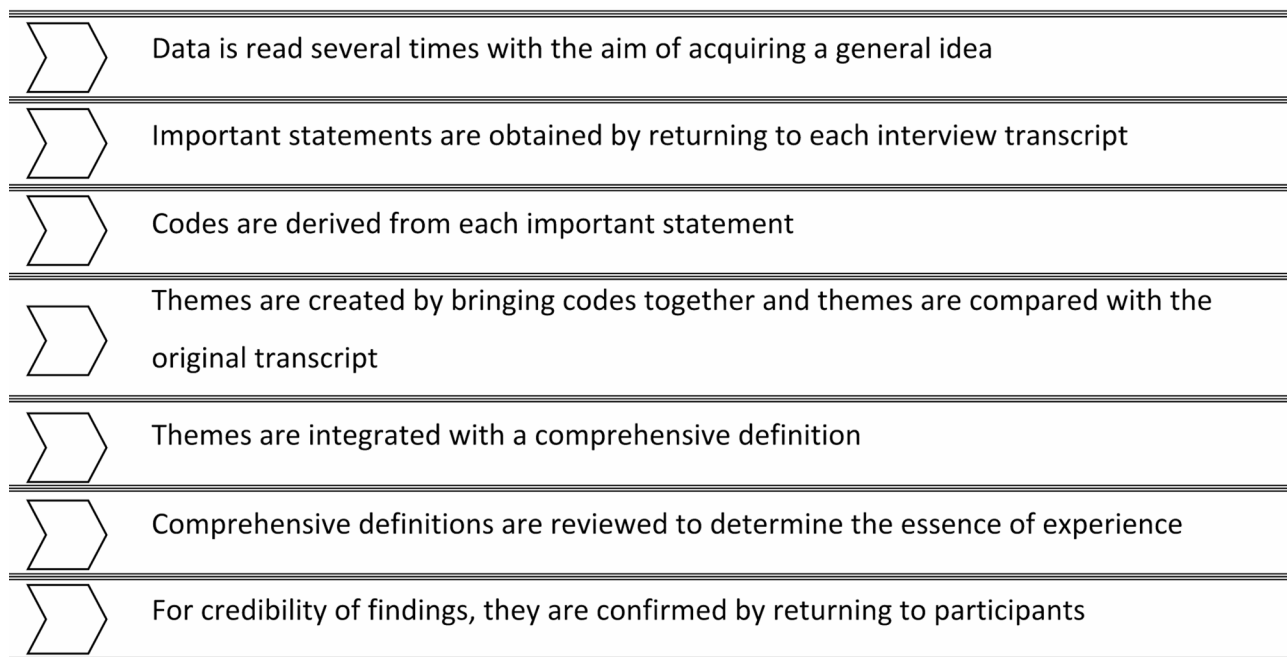 Data is read several times with the aim of acquiring a general idea
Important statements are obtained by returning to each interview transcript
Codes are derived from each important statement
Themes are created by bringing codes together and themes are compared with the
original transcript
Themes are integrated with a comprehensive definition
Comprehensive definitions are reviewed to determine the essence of experience
For credibility of findings, they are confirmed by returning to participants